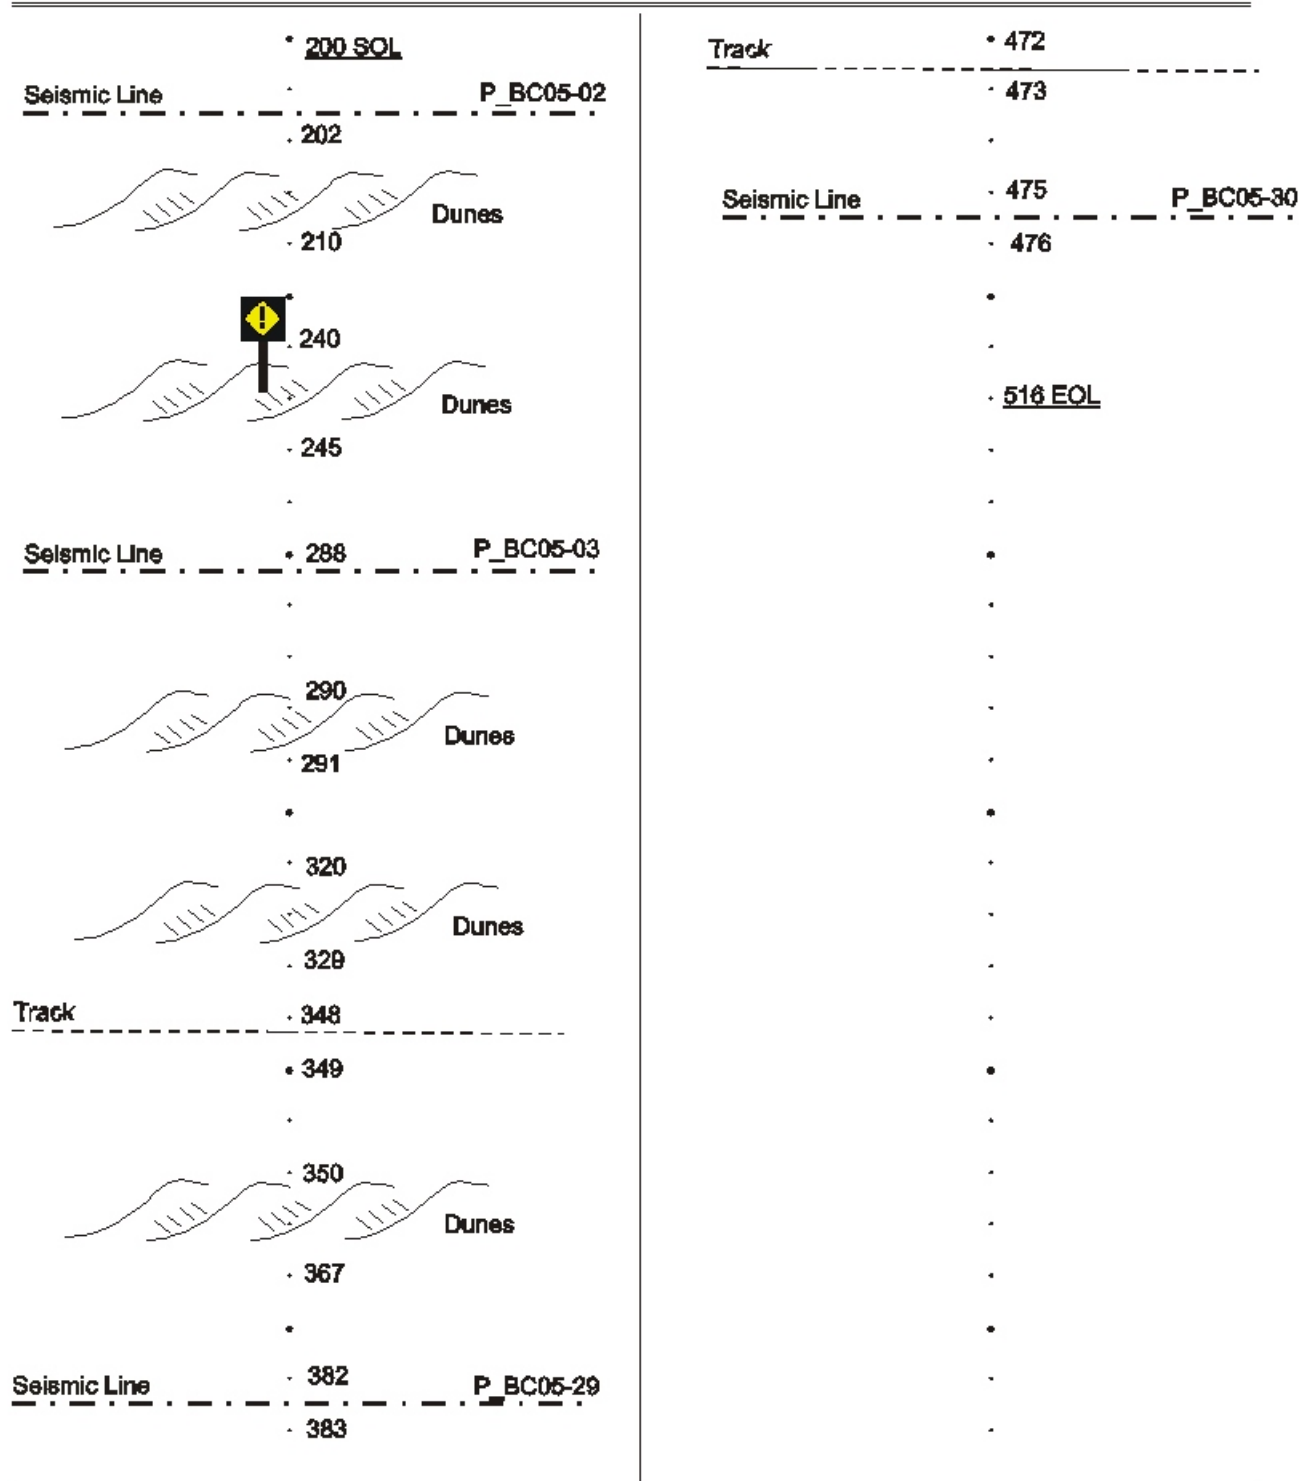 200 SOL
Seismic Line P_BC05-02
202
Dunes
210
!
240
Dunes
245
Seismic Line 288 P_BC05-03
290
Dunes
291
320
Dunes
329
Track 348
349
350
Dunes
367
382
Seismic Line P_BC05-29
383
Track 472
473
Seismic Line 475 P_BC05-30
476
516 EOL